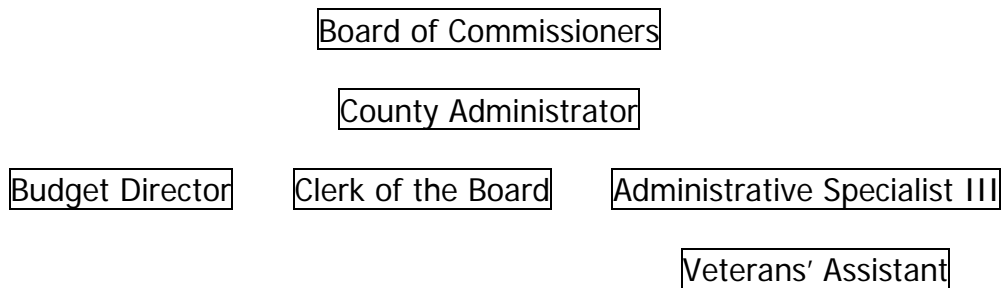 Board of Commissioners
County Administrator
Budget Director
Clerk of the Board
Administrative Specialist III
Veterans’ Assistant